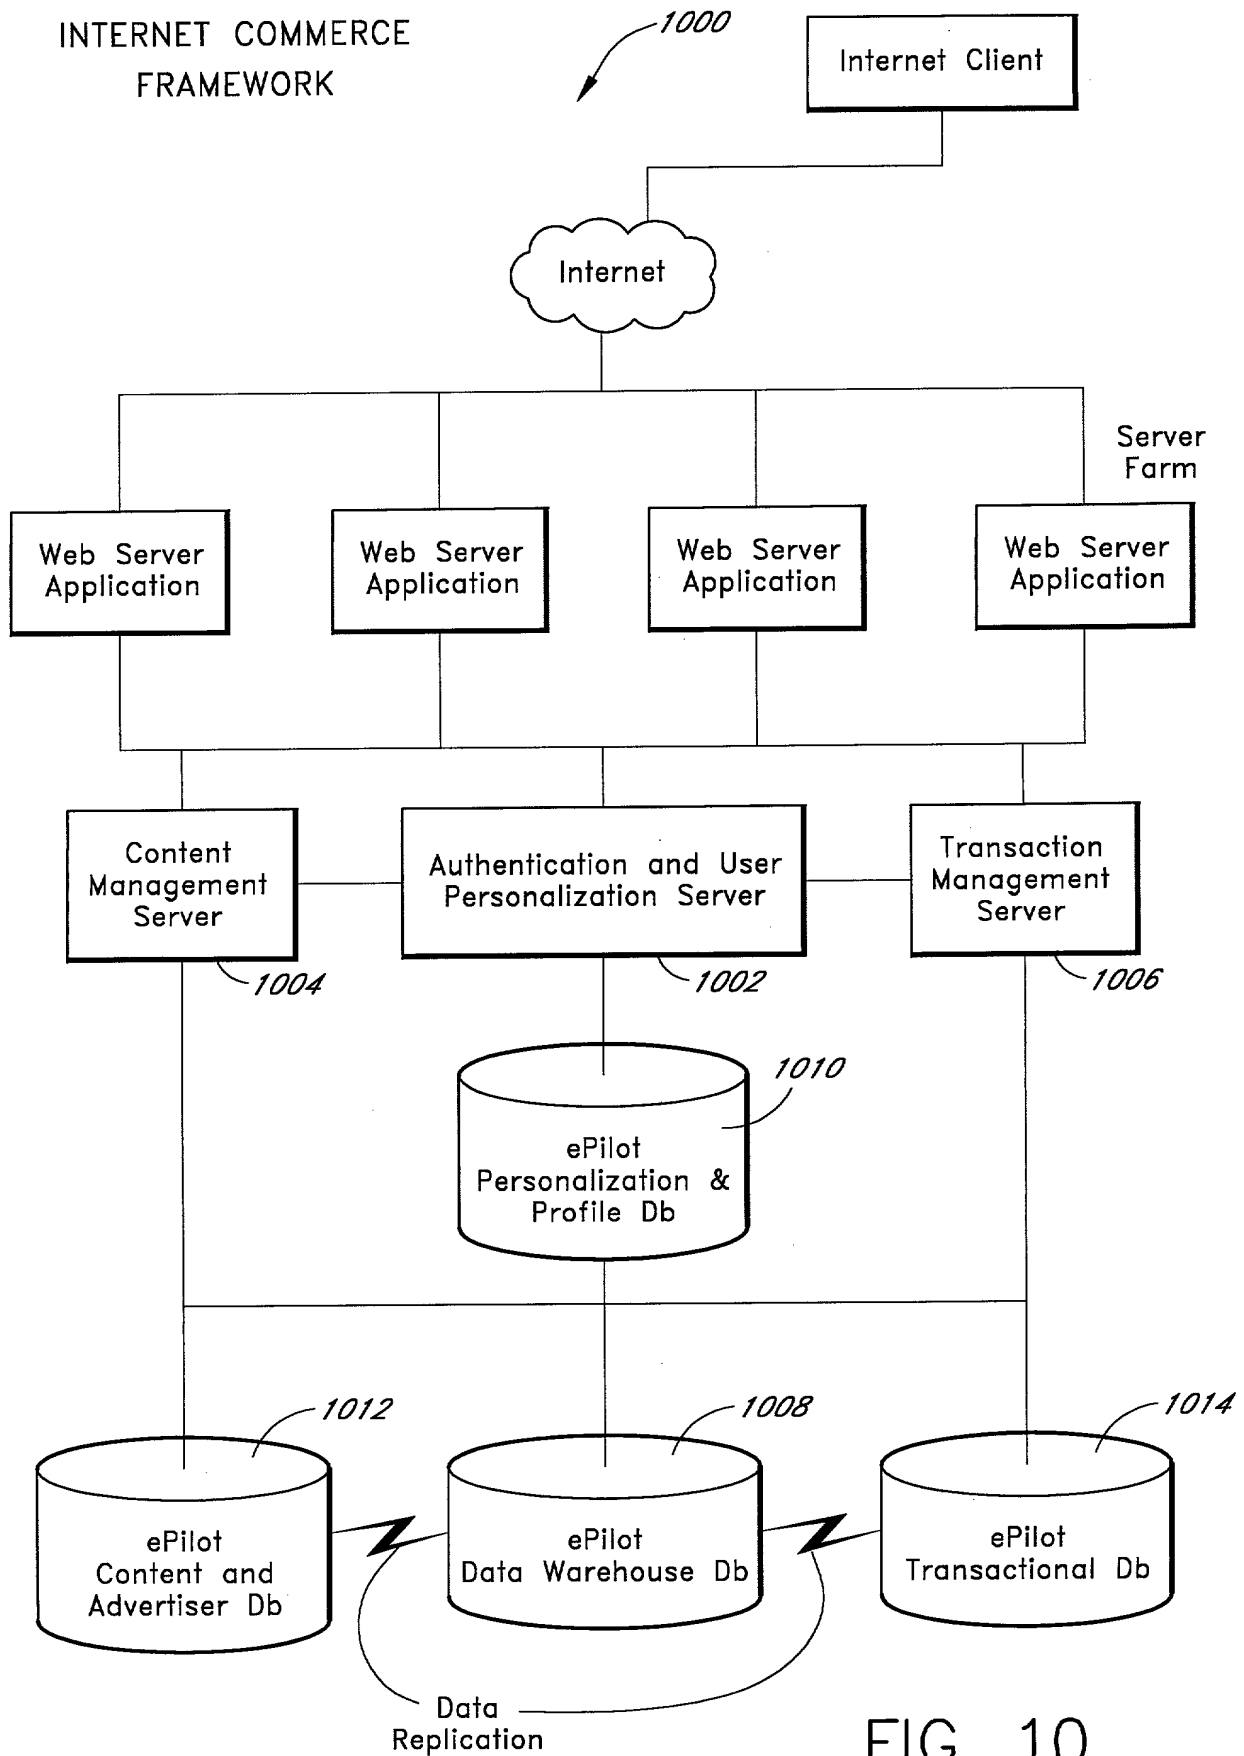 INTERNET COMMERCE
FRAMEWORK
1000
Internet Client
Internet
Server
Farm
Web Server
Application
Web Server
Application
Web Server
Application
Web Server
Application
Content
Management
Server
1004
Authentication and User
Personalization Server
1002
Transaction
Management
Server
1006
1010
ePilot
Personalization &
Profile Db
1012
ePilot
Content and
Advertiser Db
1008
ePilot
Data Warehouse Db
1014
ePilot
Transactional Db
Data
Replication
FIG. 10